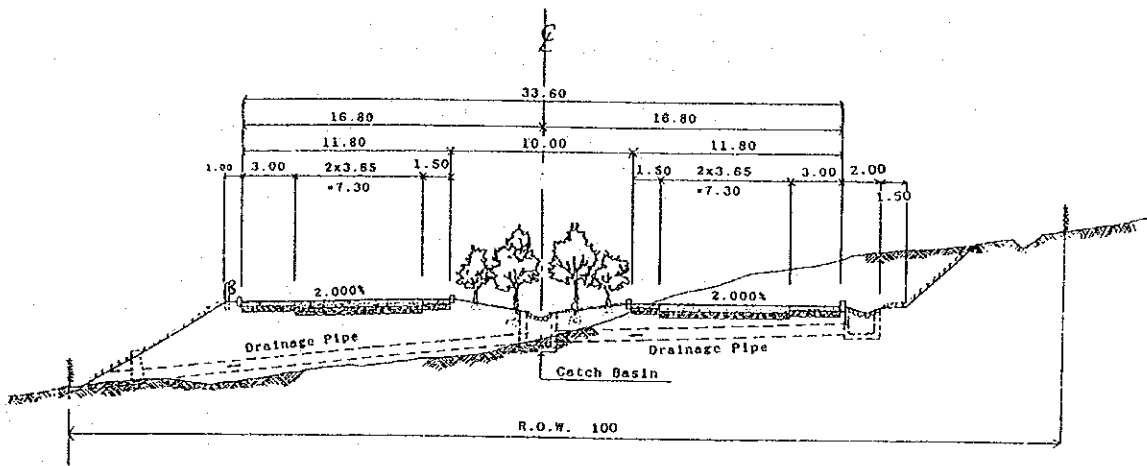 ℄
33.60
16.80 16.80
11.80 10.00 11.80
1.00 3.00 2x3.65 1.50 1.50 2x3.65 3.00 2.00
=7.30 =7.30 1.50
2.000% 2.000%
Drainage Pipe Drainage Pipe
Catch Basin
R.O.W. 100